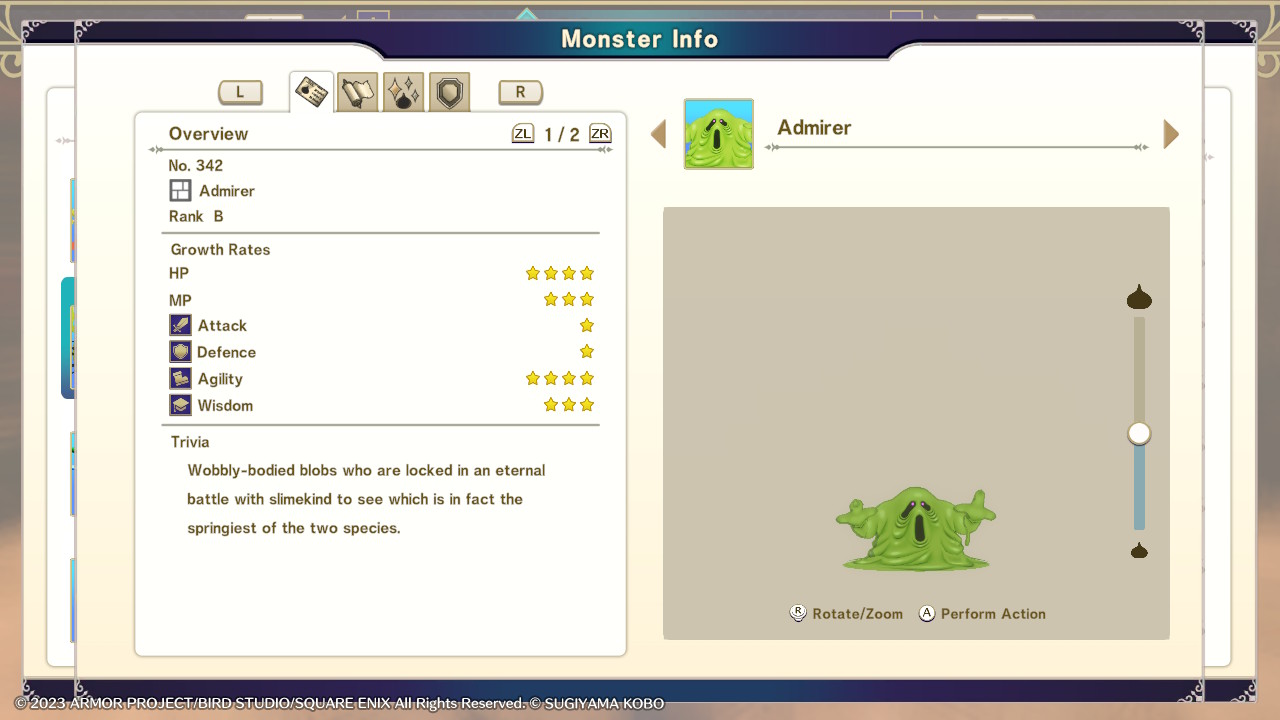 Monster Info
L
R
Overview
ZL 1 / 2 ZR
No. 342
Admirer
Rank B
Growth Rates
HP
MP
Attack
Defence
Agility
Wisdom
Trivia
Wobbly-bodied blobs who are locked in an eternal
battle with slimekind to see which is in fact the
springiest of the two species.
Admirer
R Rotate/Zoom A Perform Action
© 2023 ARMOR PROJECT/BIRD STUDIO/SQUARE ENIX All Rights Reserved. © SUGIYAMA KOBO